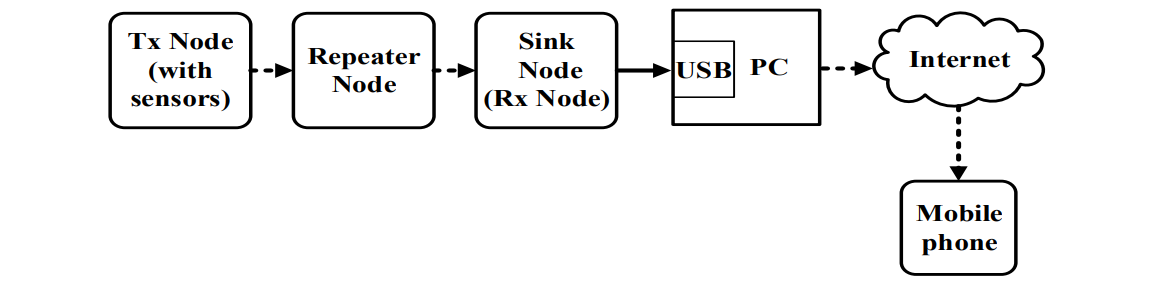 Tx Node
(with
sensors)
Repeater
Node
Sink
Node
(Rx Node)
USB
PC
Internet
Mobile
phone